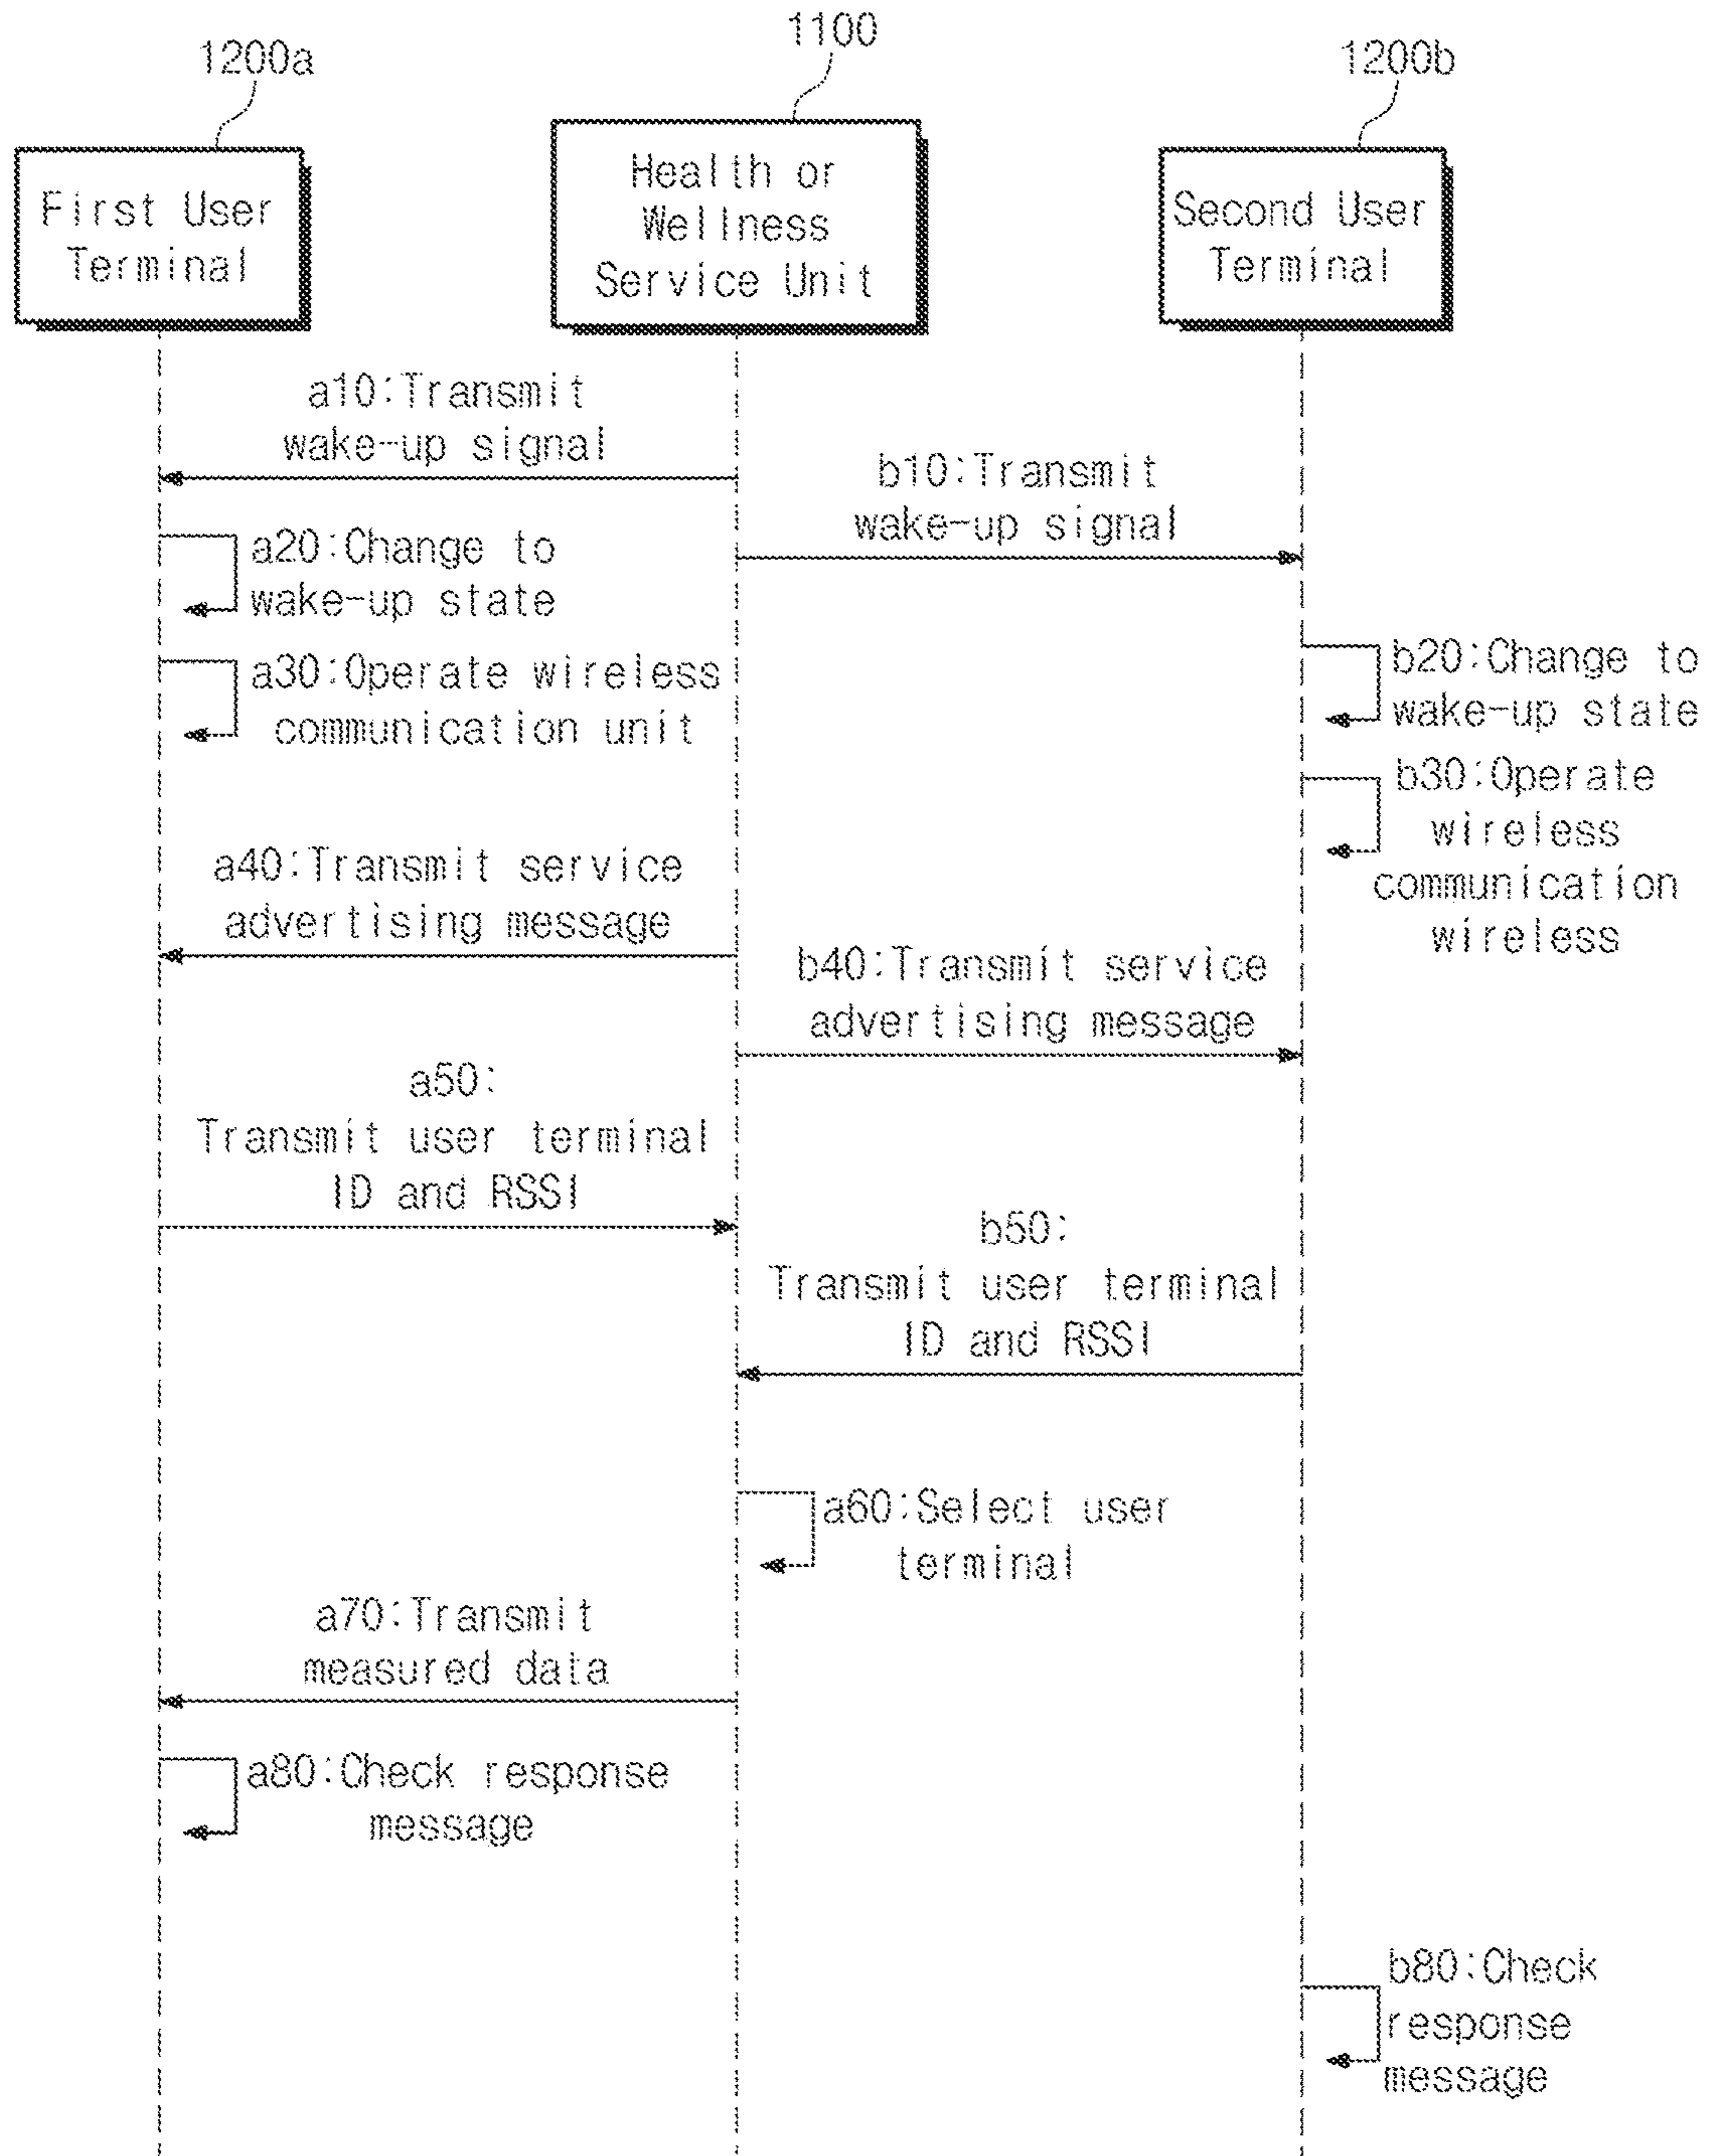 1200a
1100
1200b
First User
Terminal
Health or
Wellness
Service Unit
Second User
Terminal
a10:Transmit
wake-up signal
b10:Transmit
wake-up signal
a20:Change to
wake-up state
a30:Operate wireless
communication unit
b20:Change to
wake-up state
b30:Operate
wireless
communication
wireless
a40:Transmit service
advertising message
b40:Transmit service
advertising message
a50:
Transmit user terminal
ID and RSSI
b50:
Transmit user terminal
ID and RSSI
a60:Select user
terminal
a70:Transmit
measured data
a80:Check response
message
b80:Check
response
message